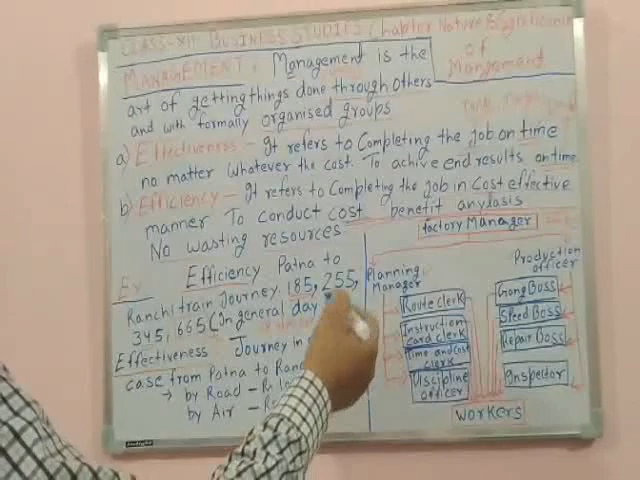 CLASS-XII BUSINESS STUDIES: Chapter Nature & Significance
of
Management
MANAGEMENT: Management is the
art of getting things done through others
and with formally organised groups
a) Effectiveness - It refers to Completing the job on time
no matter whatever the cost. To achive end results on time
b) Efficiency - It refers to Completing the job in cost effective
manner To conduct cost benefit anylasis
No wasting resources
Ex Efficiency Patna to
Ranchi train Journey. 185, 255,
345, 665 (In general day
Effectiveness Journey in
case from Patna to
→ by Road -
by Air -
factory Manager
Planning
Manager
Route clerk
Instruction
card clerk
Time and cost
clerk
Discipline
officer
Production
officer
Gang Boss
Speed Boss
Repair Boss
Inspector
workers